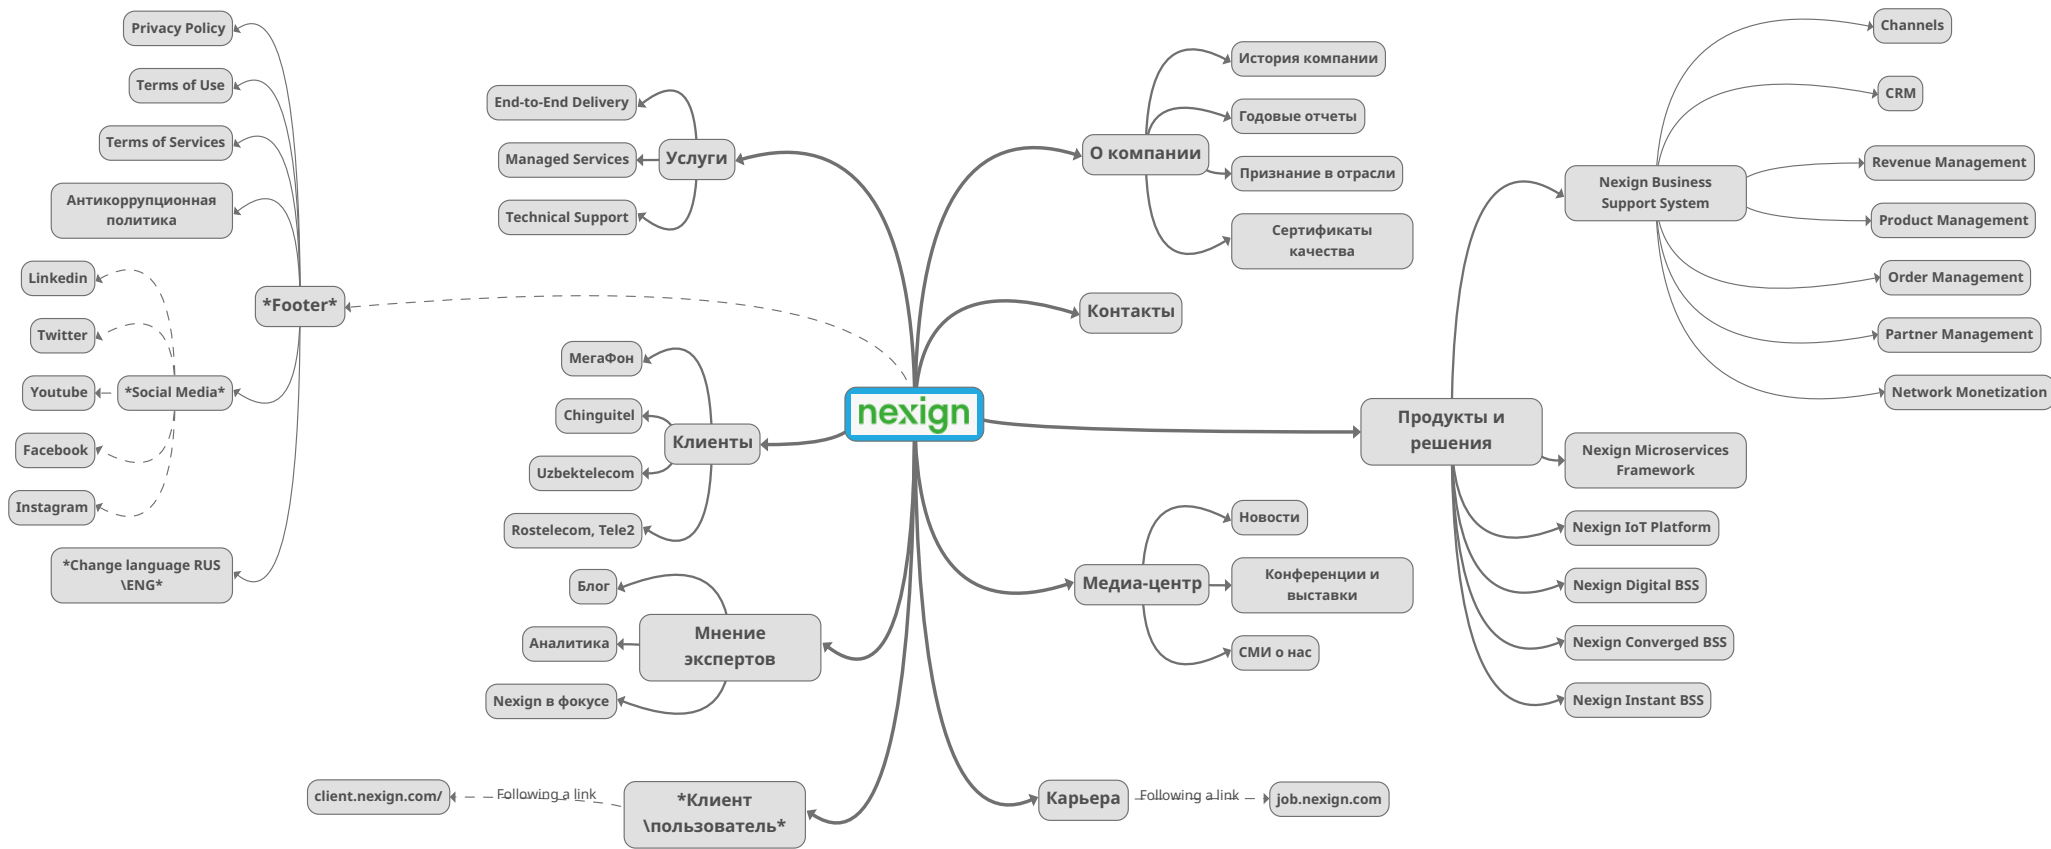 Privacy Policy
Terms of Use
Terms of Services
Антикоррупционная
политика
Linkedin
Twitter
Youtube
Facebook
Instagram
*Social Media*
*Change language RUS
\ENG*
*Footer*
End-to-End Delivery
Managed Services
Technical Support
Услуги
МегаФон
Chinguitel
Uzbektelecom
Rostelecom, Tele2
Клиенты
Блог
Аналитика
Nexign в фокусе
Мнение
экспертов
client.nexign.com/
Following a link
*Клиент
\пользователь*
nexign
О компании
История компании
Годовые отчеты
Признание в отрасли
Сертификаты
качества
Контакты
Продукты и
решения
Nexign Business
Support System
Channels
CRM
Revenue Management
Product Management
Order Management
Partner Management
Network Monetization
Nexign Microservices
Framework
Nexign IoT Platform
Nexign Digital BSS
Nexign Converged BSS
Nexign Instant BSS
Медиа-центр
Новости
Конференции и
выставки
СМИ о нас
Карьера
Following a link
job.nexign.com